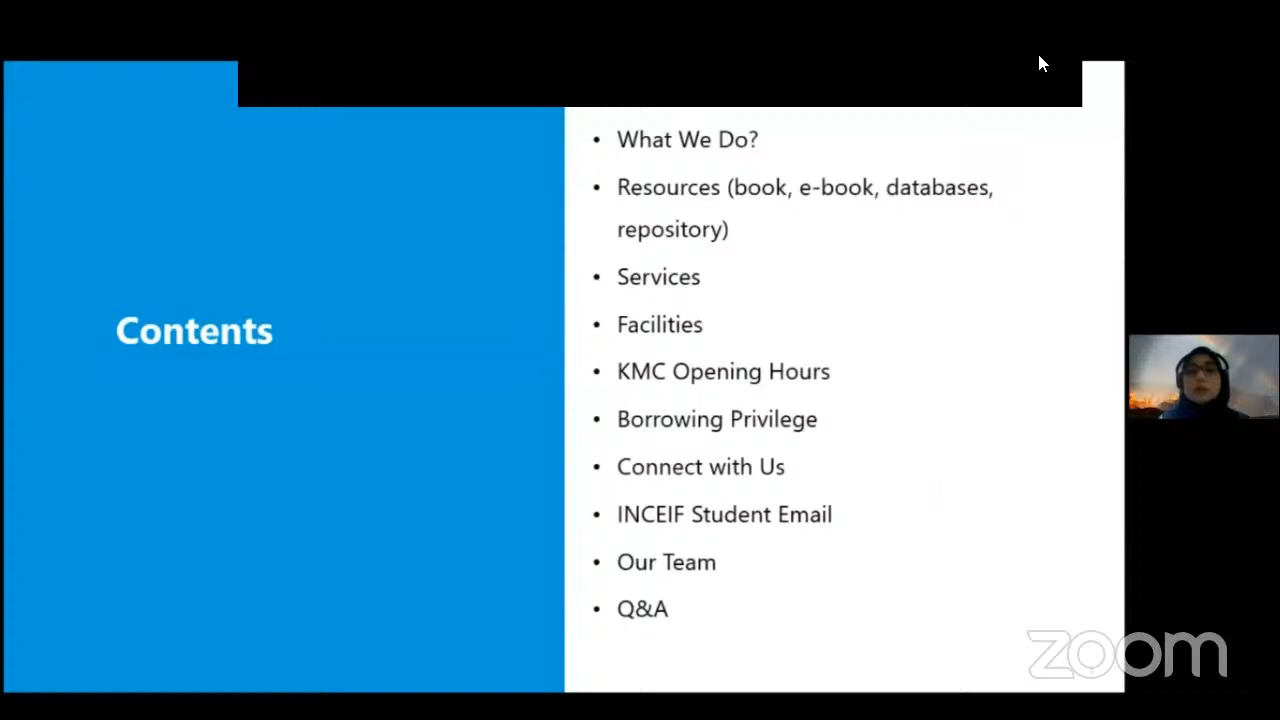 Contents
• What We Do?
• Resources (book, e-book, databases,
repository)
• Services
• Facilities
• KMC Opening Hours
• Borrowing Privilege
• Connect with Us
• INCEIF Student Email
• Our Team
• Q&A
zoom